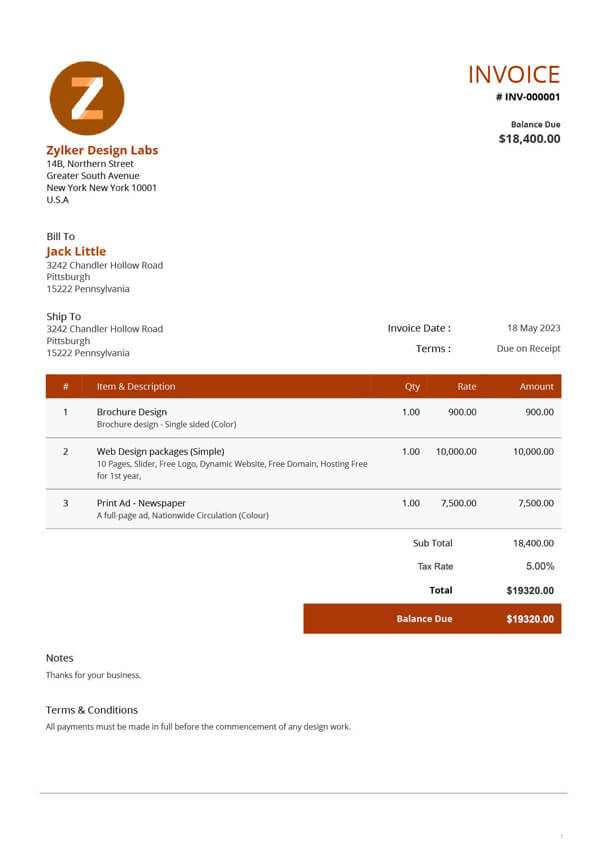 Z
INVOICE
# INV-000001
Balance Due
$18,400.00
Zylker Design Labs
14B, Northern Street
Greater South Avenue
New York New York 10001
U.S.A
Bill To
Jack Little
3242 Chandler Hollow Road
Pittsburgh
15222 Pennsylvania
Ship To
3242 Chandler Hollow Road
Pittsburgh
15222 Pennsylvania
Invoice Date : 18 May 2023
Terms : Due on Receipt
# Item & Description Qty Rate Amount
1 Brochure Design 1.00 900.00 900.00
Brochure design - Single sided (Color)
2 Web Design packages (Simple) 1.00 10,000.00 10,000.00
10 Pages, Slider, Free Logo, Dynamic Website, Free Domain, Hosting Free
for 1st year,
3 Print Ad - Newspaper 1.00 7,500.00 7,500.00
A full-page ad, Nationwide Circulation (Colour)
Sub Total 18,400.00
Tax Rate 5.00%
Total $19320.00
Balance Due $19320.00
Notes
Thanks for your business.
Terms & Conditions
All payments must be made in full before the commencement of any design work.
1